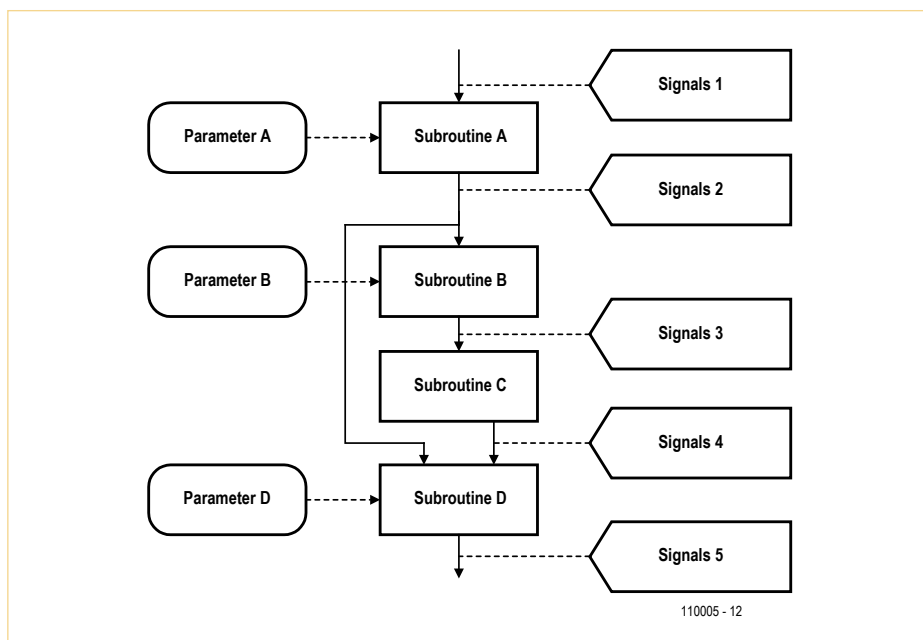 Signals 1
Parameter A
Subroutine A
Signals 2
Parameter B
Subroutine B
Signals 3
Subroutine C
Signals 4
Parameter D
Subroutine D
Signals 5
110005 - 12